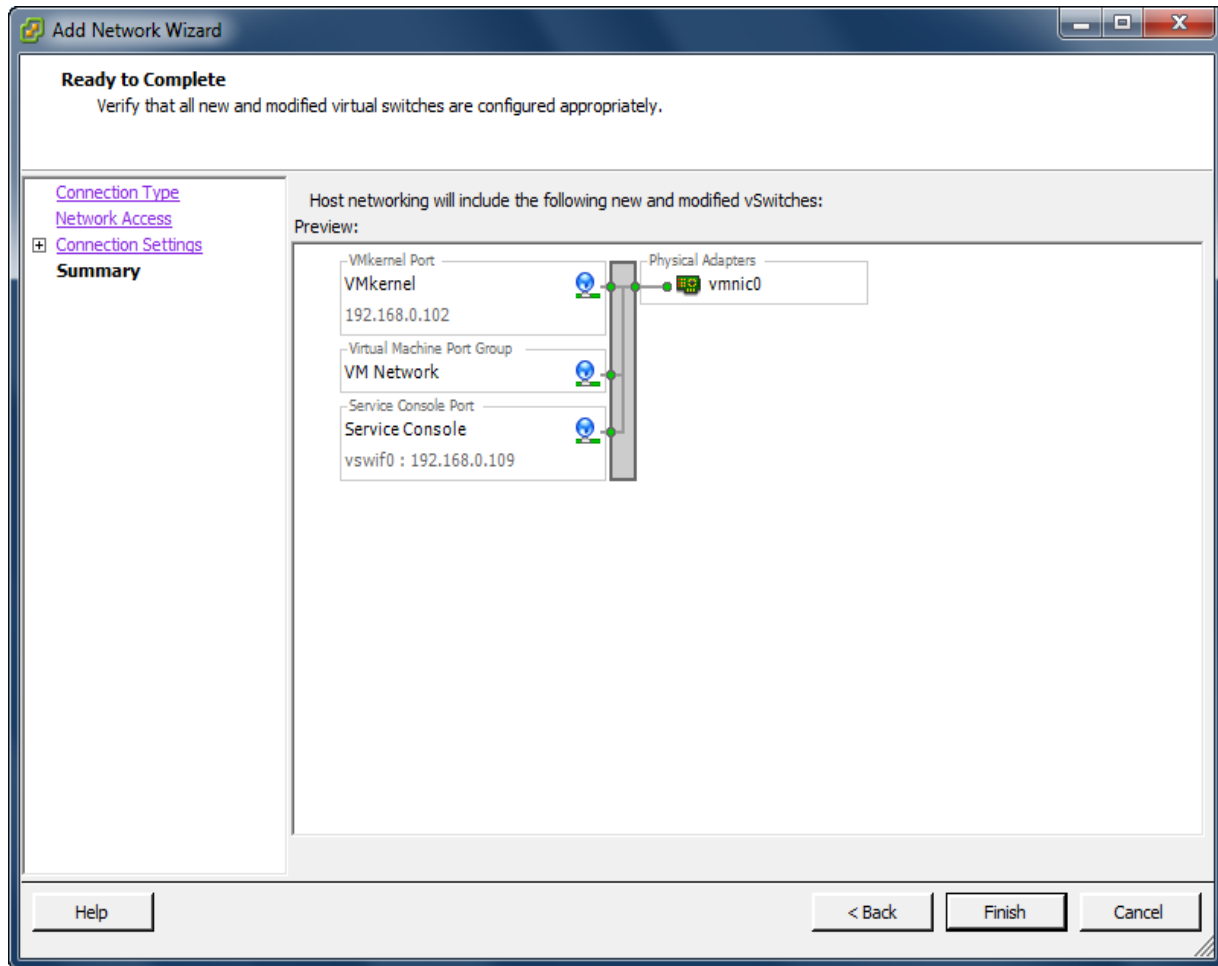 Add Network Wizard
Ready to Complete
Verify that all new and modified virtual switches are configured appropriately.
Connection Type
Network Access
Connection Settings
Summary
Host networking will include the following new and modified vSwitches:
Preview:
VMkernel Port
VMkernel
192.168.0.102
Physical Adapters
vmnic0
Virtual Machine Port Group
VM Network
Service Console Port
Service Console
vswif0 : 192.168.0.109
Help
< Back
Finish
Cancel